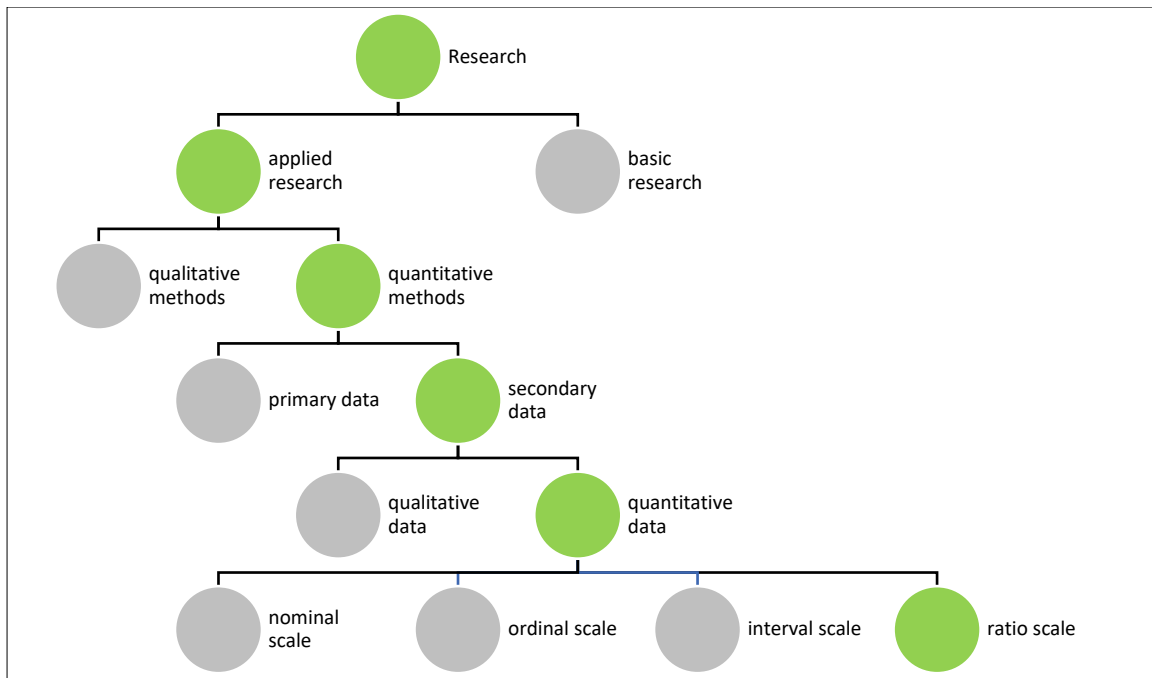 Research
applied
research
basic
research
qualitative
methods
quantitative
methods
primary data
secondary
data
qualitative
data
quantitative
data
nominal
scale
ordinal scale
interval scale
ratio scale